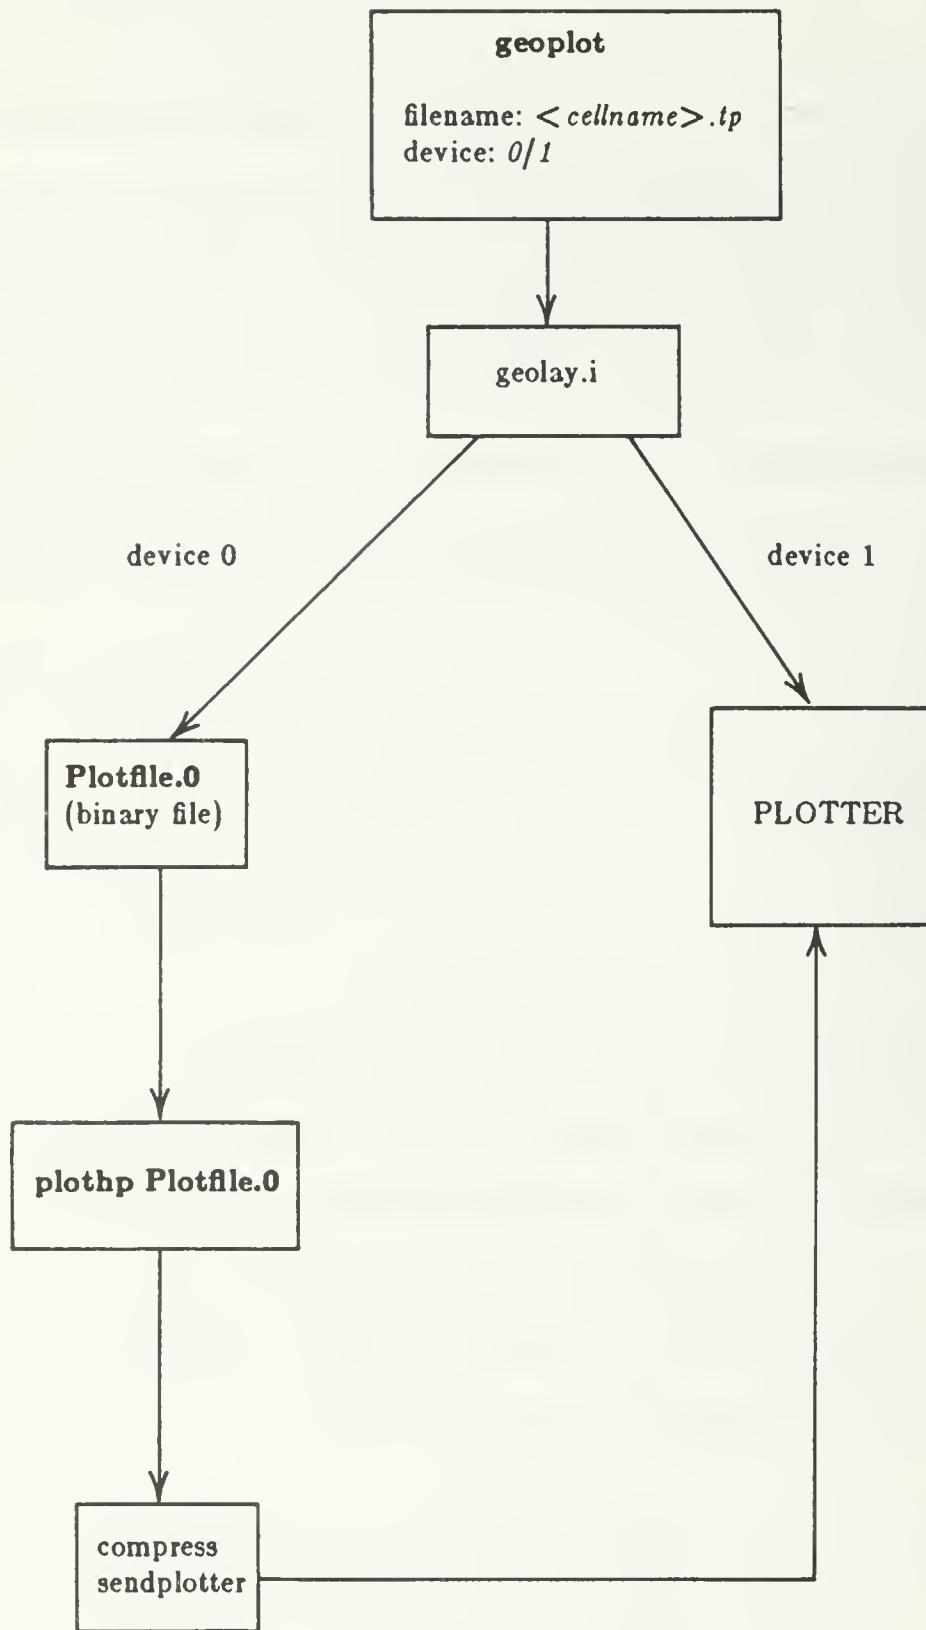 geoplot
filename: <cellname>.tp
device: 0/1
geolay.i
device 0
device 1
Plotfile.0
(binary file)
PLOTTER
plothp Plotfile.0
compress
sendplotter